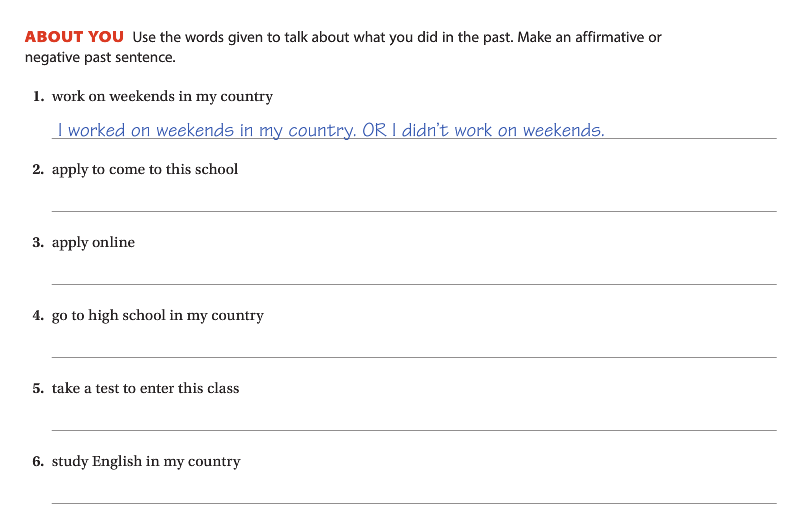 ABOUT YOU Use the words given to talk about what you did in the past. Make an affirmative or
negative past sentence.
1. work on weekends in my country
I worked on weekends in my country. OR I didn't work on weekends.
2. apply to come to this school
3. apply online
4. go to high school in my country
5. take a test to enter this class
6. study English in my country